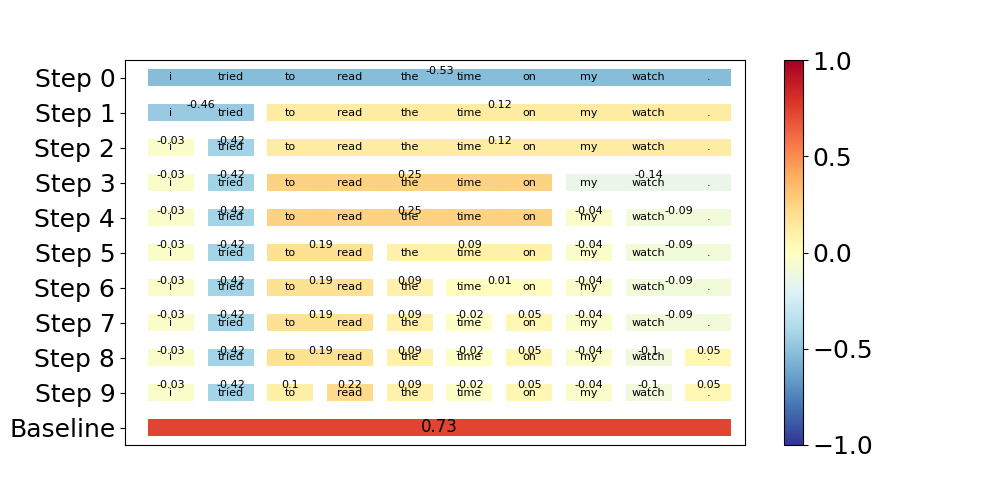 -0.53
Step 0 i tried to read the time on my watch .
-0.46 0.12
Step 1 i tried to read the time on my watch .
-0.03 -0.42 0.12
Step 2 i tried to read the time on my watch .
-0.03 -0.42 0.25 -0.14
Step 3 i tried to read the time on my watch .
-0.03 -0.42 0.25 -0.04 -0.09
Step 4 i tried to read the time on my watch .
-0.03 -0.42 0.19 0.09 -0.04 -0.09
Step 5 i tried to read the time on my watch .
-0.03 -0.42 0.19 0.09 0.01 -0.04 -0.09
Step 6 i tried to read the time on my watch .
-0.03 -0.42 0.19 0.09 -0.02 0.05 -0.04 -0.09
Step 7 i tried to read the time on my watch .
-0.03 -0.42 0.19 0.09 -0.02 0.05 -0.04 -0.1 0.05
Step 8 i tried to read the time on my watch .
-0.03 -0.42 0.1 0.22 0.09 -0.02 0.05 -0.04 -0.1 0.05
Step 9 i tried to read the time on my watch .
Baseline 0.73
1.0
0.5
0.0
−0.5
−1.0